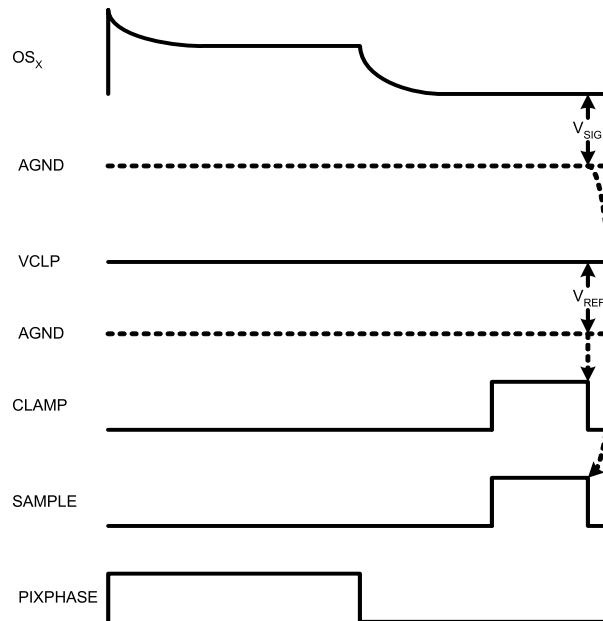 OSX
VSIG
AGND
VCLP
VREF
AGND
CLAMP
SAMPLE
PIXPHASE